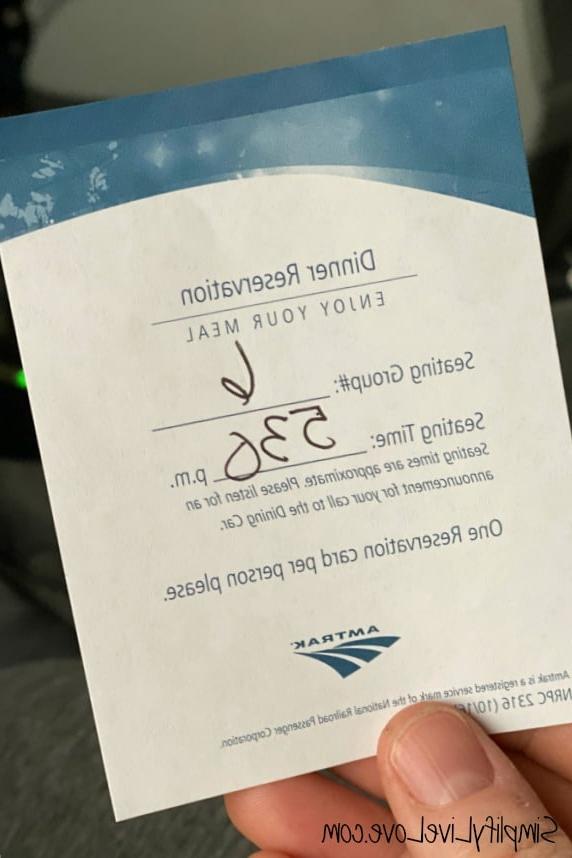 Dinner Reservation
ENJOY YOUR MEAL
Seating Group#: 6
Seating Time: 530 p.m.
Seating times are approximate. Please listen for an
announcement for your call to the Dining Car.
One Reservation card per person please.
AMTRAK
Amtrak is a registered service mark of the National Railroad Passenger Corporation.
NRPC 2316
SimplifyLiveLove.com